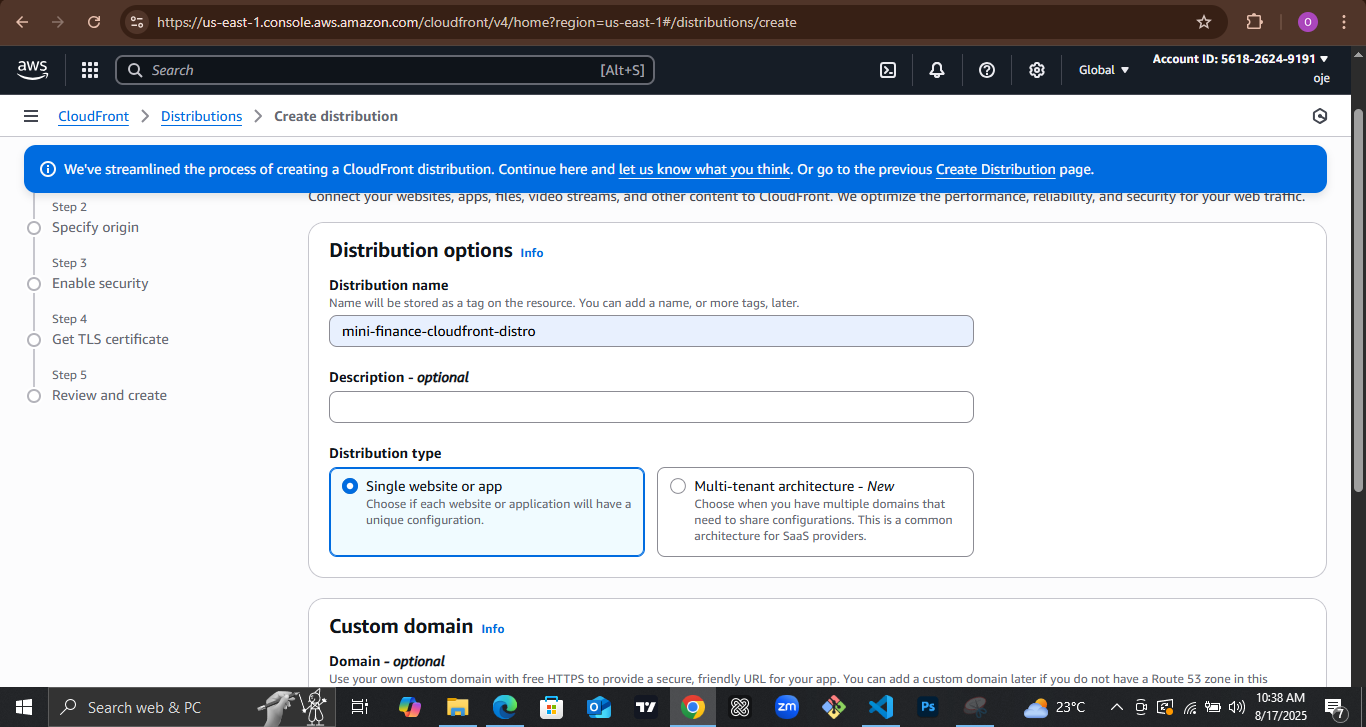 https://us-east-1.console.aws.amazon.com/cloudfront/v4/home?region=us-east-1#/distributions/create
O
aws
Search
[Alt+S]
Global
Account ID: 5618-2624-9191
oje
CloudFront
Distributions
Create distribution
We've streamlined the process of creating a CloudFront distribution. Continue here and let us know what you think. Or go to the previous Create Distribution page.
Step 2
Specify origin
Step 3
Enable security
Step 4
Get TLS certificate
Step 5
Review and create
Connect your websites, apps, files, video streams, and other content to CloudFront. We optimize the performance, reliability, and security for your web traffic.
Distribution options Info
Distribution name
Name will be stored as a tag on the resource. You can add a name, or more tags, later.
mini-finance-cloudfront-distro
Description - optional
Distribution type
Single website or app
Choose if each website or application will have a
unique configuration.
Multi-tenant architecture - New
Choose when you have multiple domains that
need to share configurations. This is a common
architecture for SaaS providers.
Custom domain Info
Domain - optional
Use your own custom domain with free HTTPS to provide a secure, friendly URL for your app. You can add a custom domain later if you do not have a Route 53 zone in this
Search web & PC
zm
Ps
23°C
10:38 AM
8/17/2025
7